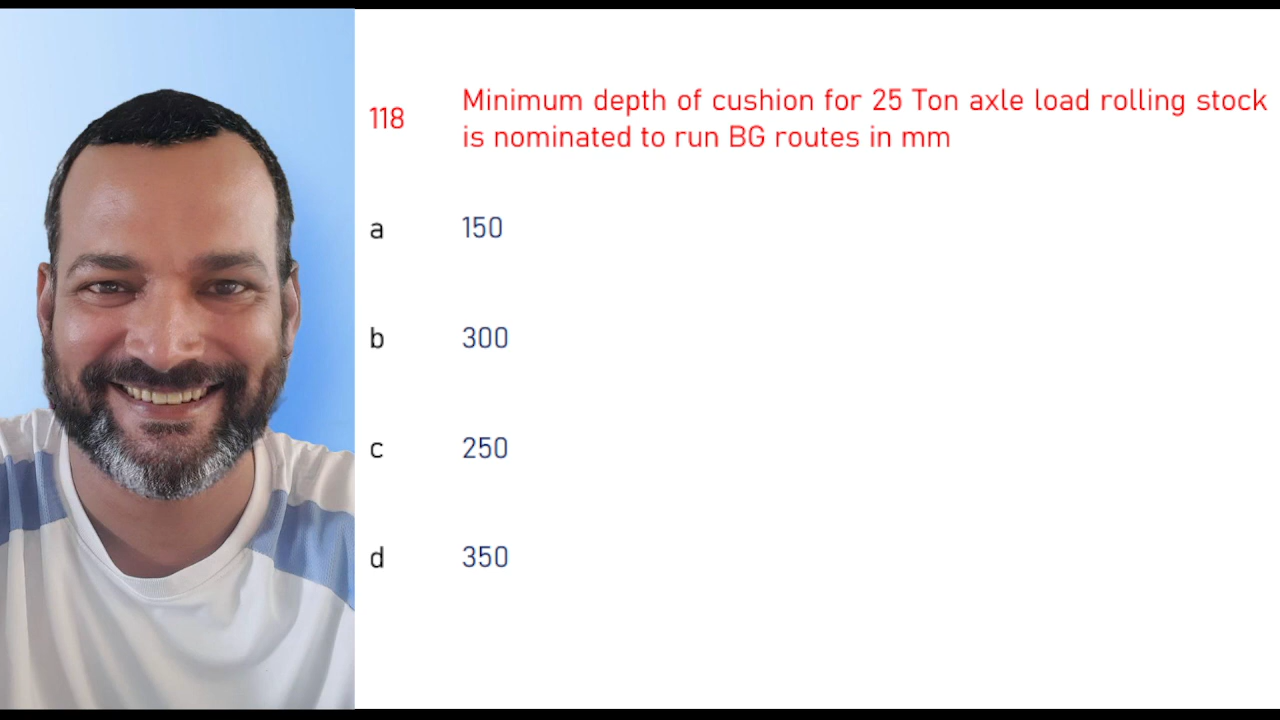 118
Minimum depth of cushion for 25 Ton axle load rolling stock
is nominated to run BG routes in mm
a 150
b 300
c 250
d 350